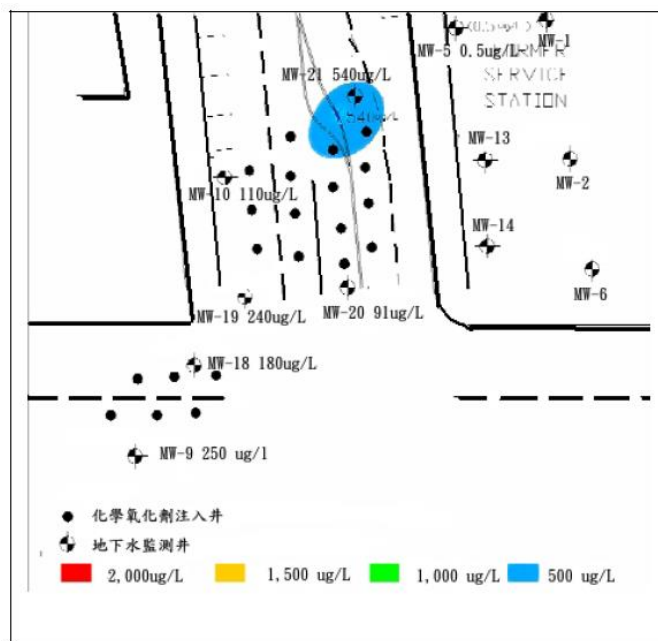 MW-5 0.5ug/L
MW-1
SERVICE
STATION
MW-21 540ug/L
MW-13
MW-2
MW-10 110ug/L
MW-14
MW-6
MW-19 240ug/L
MW-20 91ug/L
MW-18 180ug/L
MW-9 250 ug/l
化學氧化劑注入井
地下水監測井
2,000ug/L
1,500 ug/L
1,000 ug/L
500 ug/L